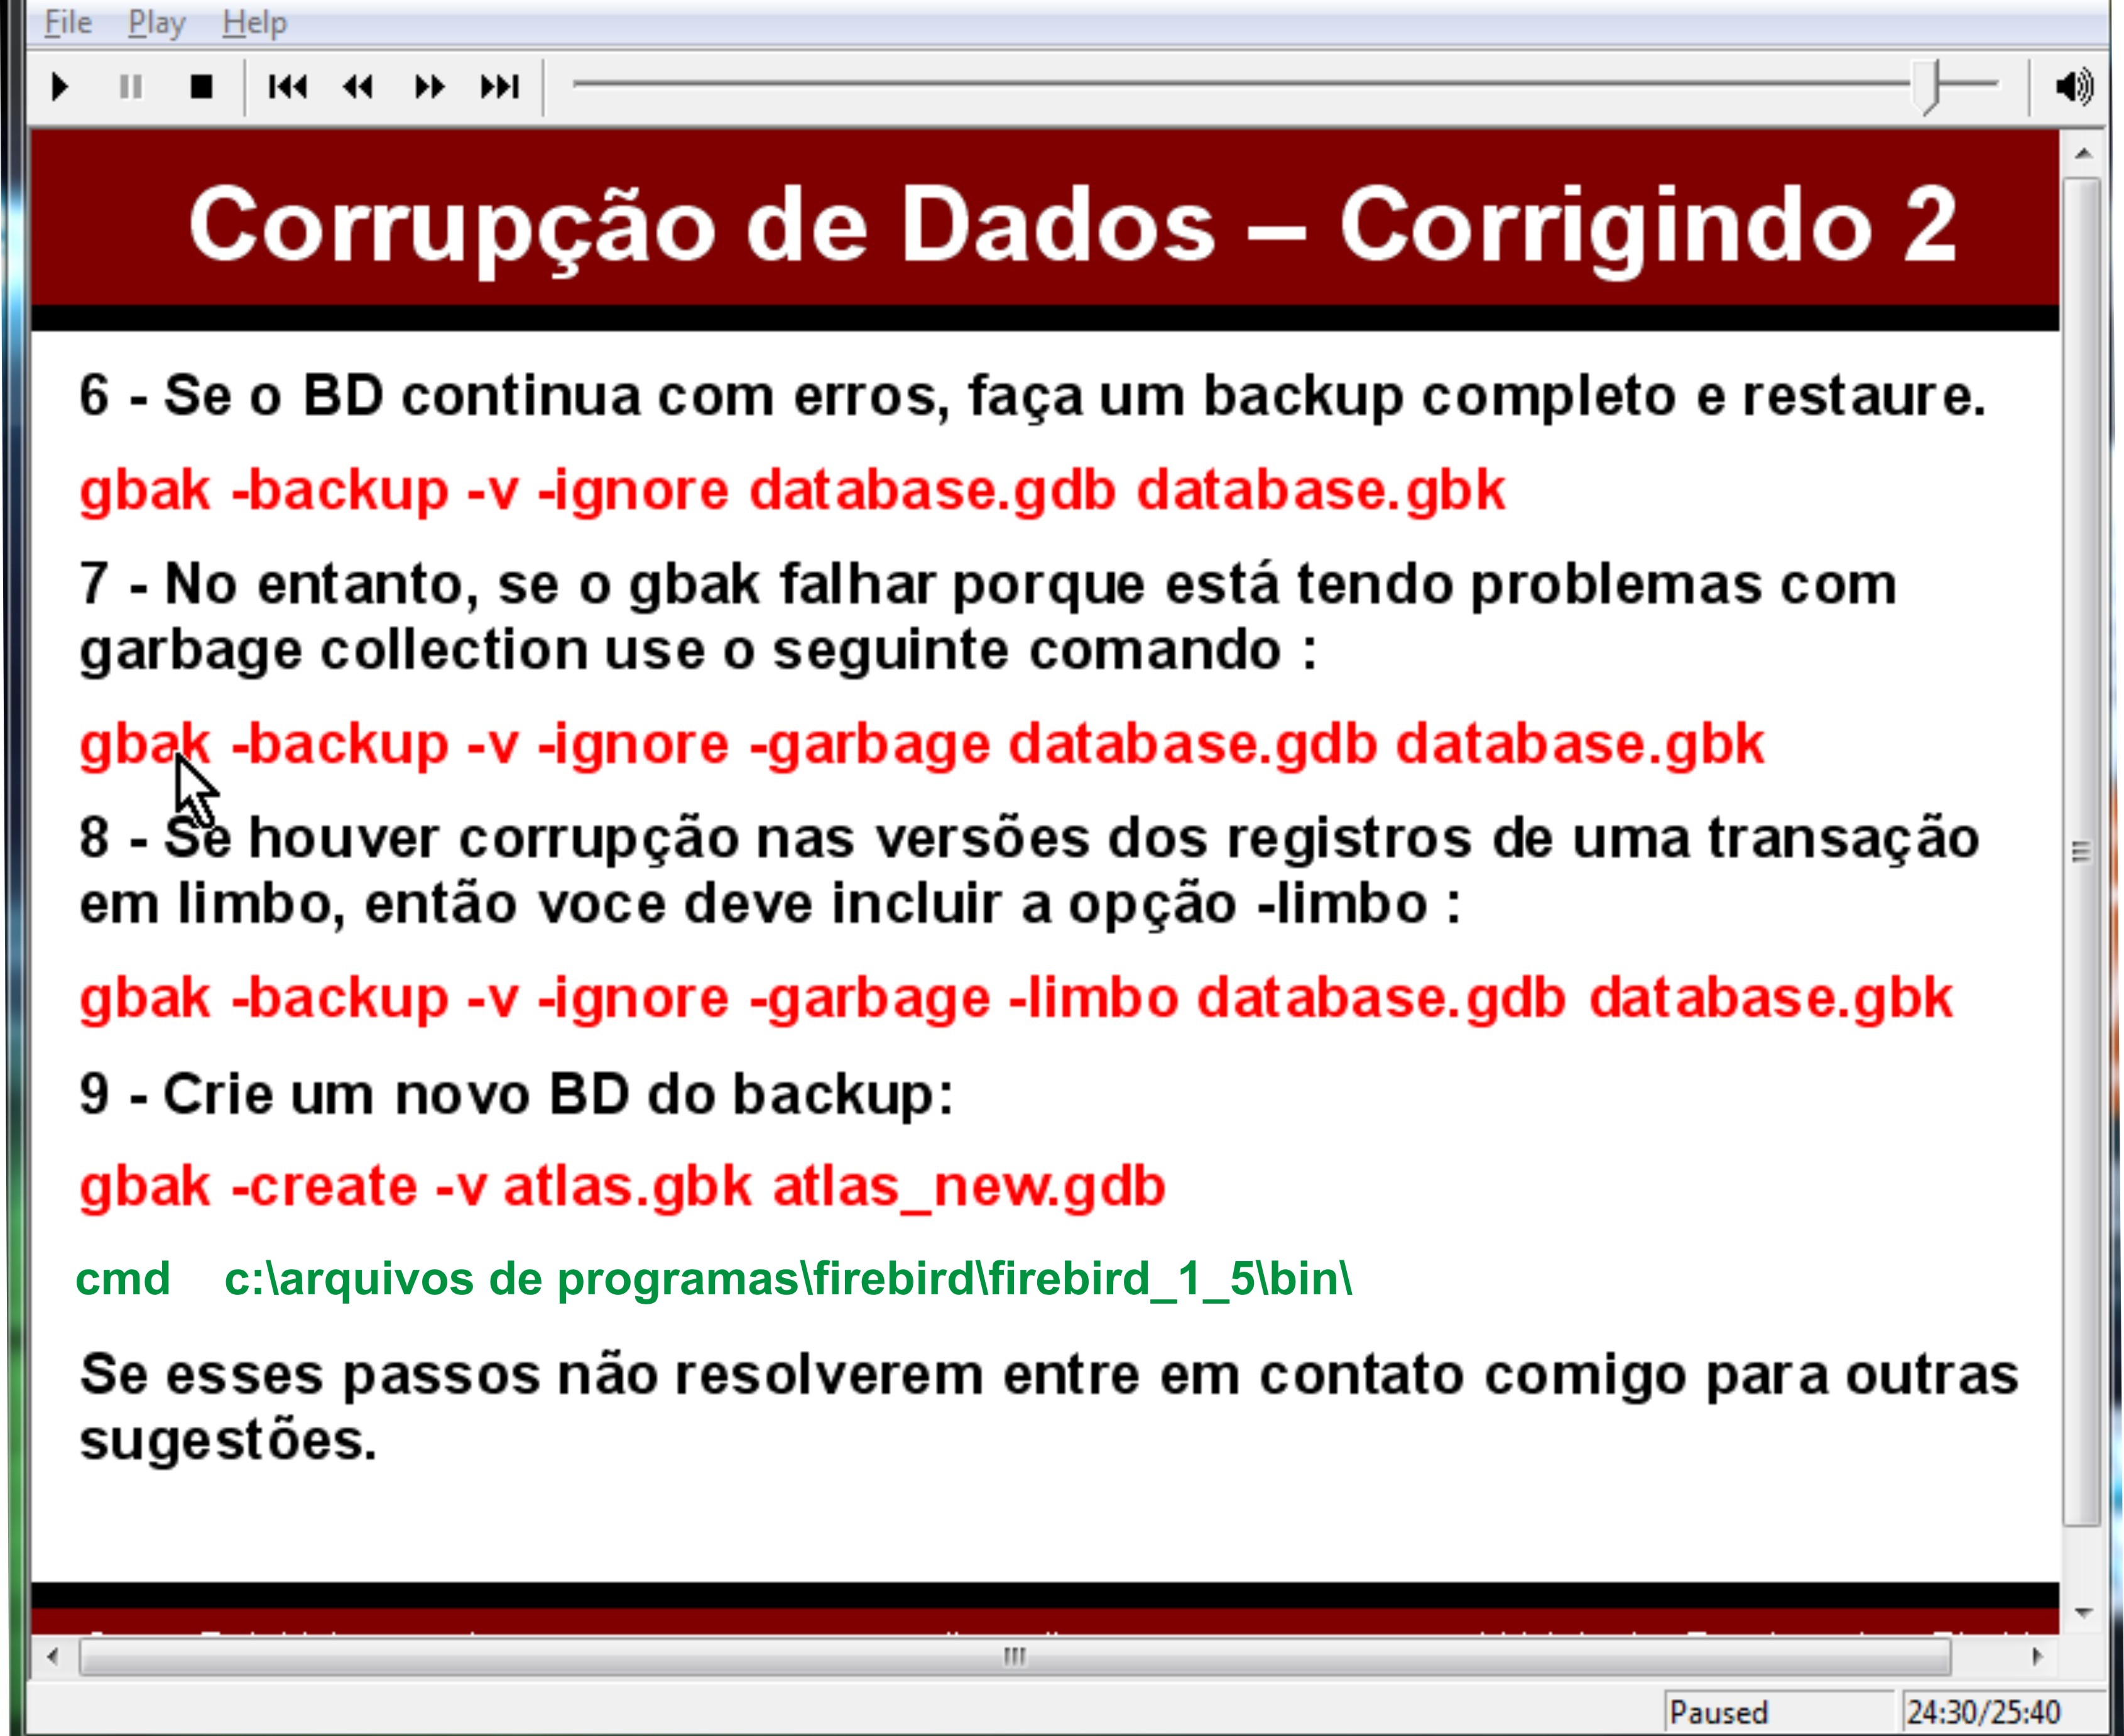 File Play Help
Corrupção de Dados – Corrigindo 2
6 - Se o BD continua com erros, faça um backup completo e restaure.
gbak -backup -v -ignore database.gdb database.gbk
7 - No entanto, se o gbak falhar porque está tendo problemas com
garbage collection use o seguinte comando :
gbak -backup -v -ignore -garbage database.gdb database.gbk
8 - Se houver corrupção nas versões dos registros de uma transação
em limbo, então voce deve incluir a opção -limbo :
gbak -backup -v -ignore -garbage -limbo database.gdb database.gbk
9 - Crie um novo BD do backup:
gbak -create -v atlas.gbk atlas_new.gdb
cmd c:\arquivos de programas\firebird\firebird_1_5\bin\
Se esses passos não resolverem entre em contato comigo para outras
sugestões.
Paused 24:30/25:40